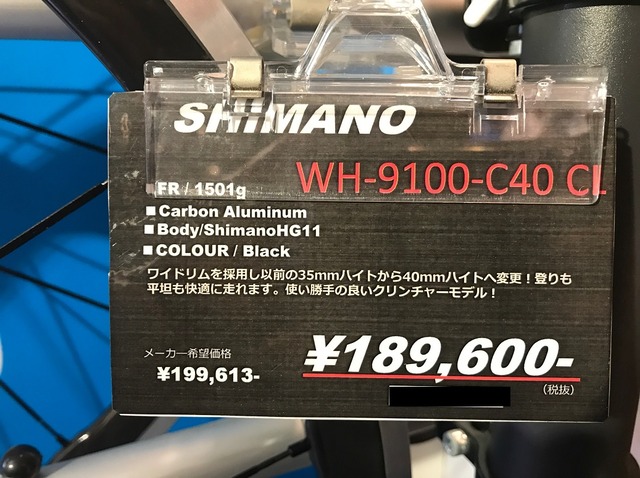 SHIMANO
WH-9100-C40 CL
FR / 1501g
■Carbon Aluminum
■Body/ShimanoHG11
■COLOUR / Black
ワイドリムを採用し以前の35mmハイトから40mmハイトへ変更！登りも
平坦も快適に走れます。使い勝手の良いクリンチャーモデル！
メーカー希望価格
¥199,613-
¥189,600-
（税抜）